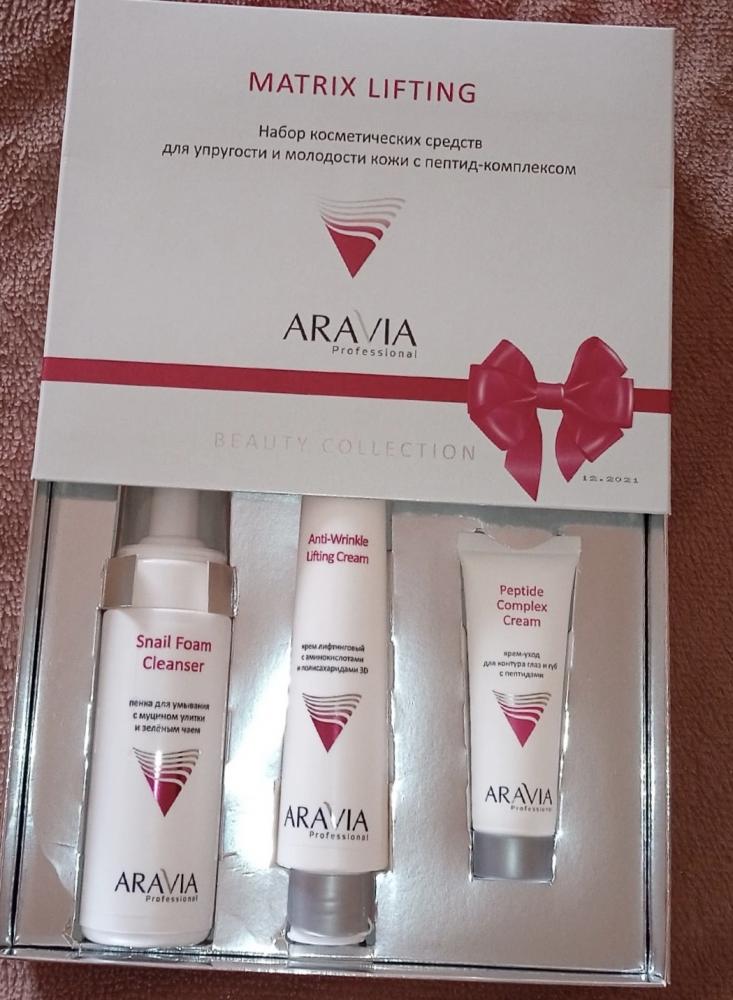 MATRIX LIFTING
Набор косметических средств
для упругости и молодости кожи с пептид-комплексом
ARAVIA
Professional
BEAUTY COLLECTION
12.2021
Snail Foam
Cleanser
пенка для умывания
с муцином улитки
и зелёным чаем
ARAVIA
Professional
Anti-Wrinkle
Lifting Cream
крем лифтинговый
с аминокислотами
и полисахаридами 3D
ARAVIA
Professional
Peptide
Complex
Cream
крем-уход
для контура глаз и губ
с пептидами
ARAVIA
Professional